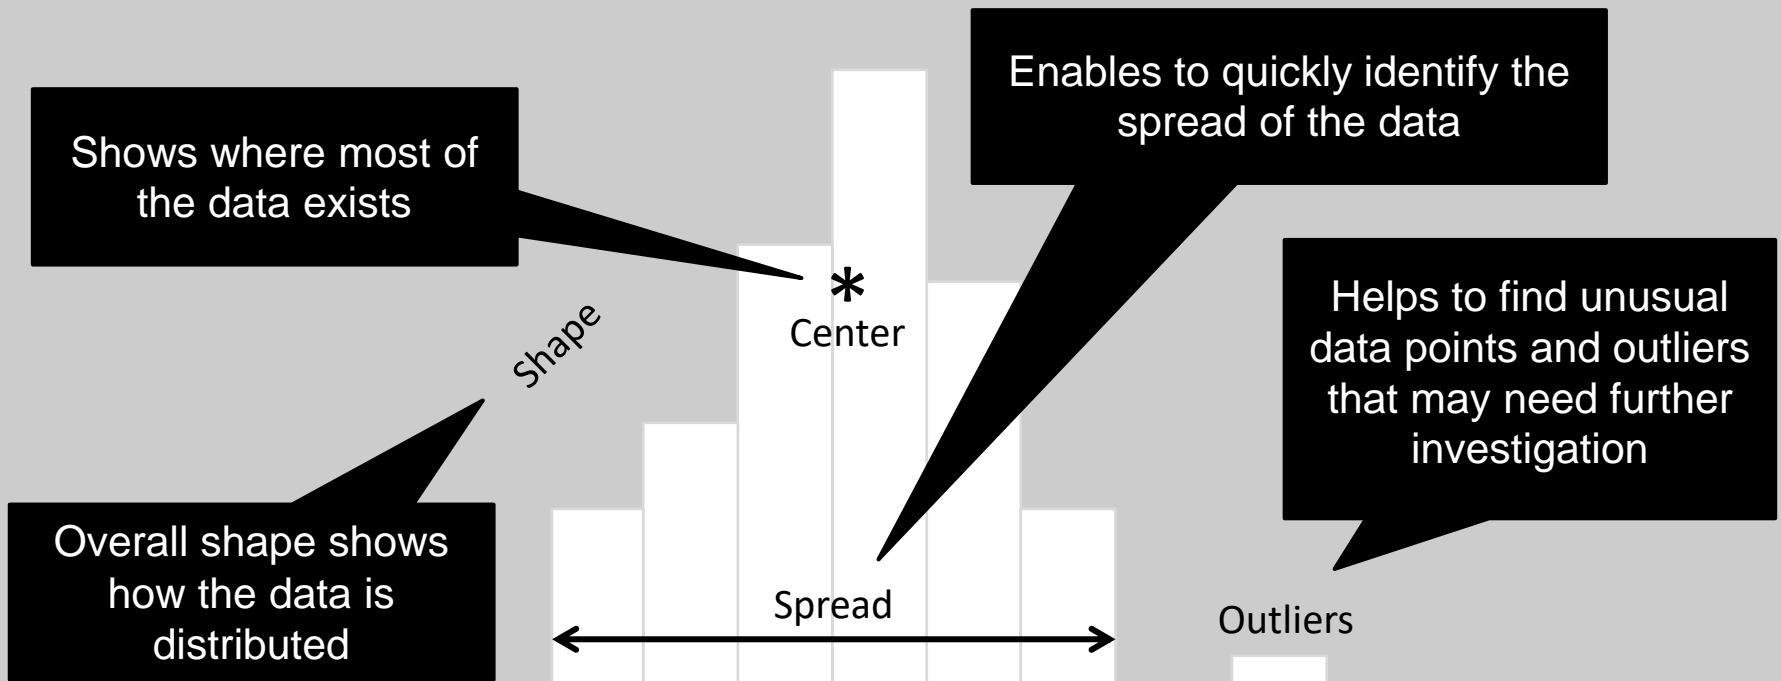 Enables to quickly identify the
spread of the data
Shows where most of
the data exists
Helps to find unusual
data points and outliers
that may need further
investigation
*
Center
Shape
Overall shape shows
how the data is
distributed
Spread
Outliers